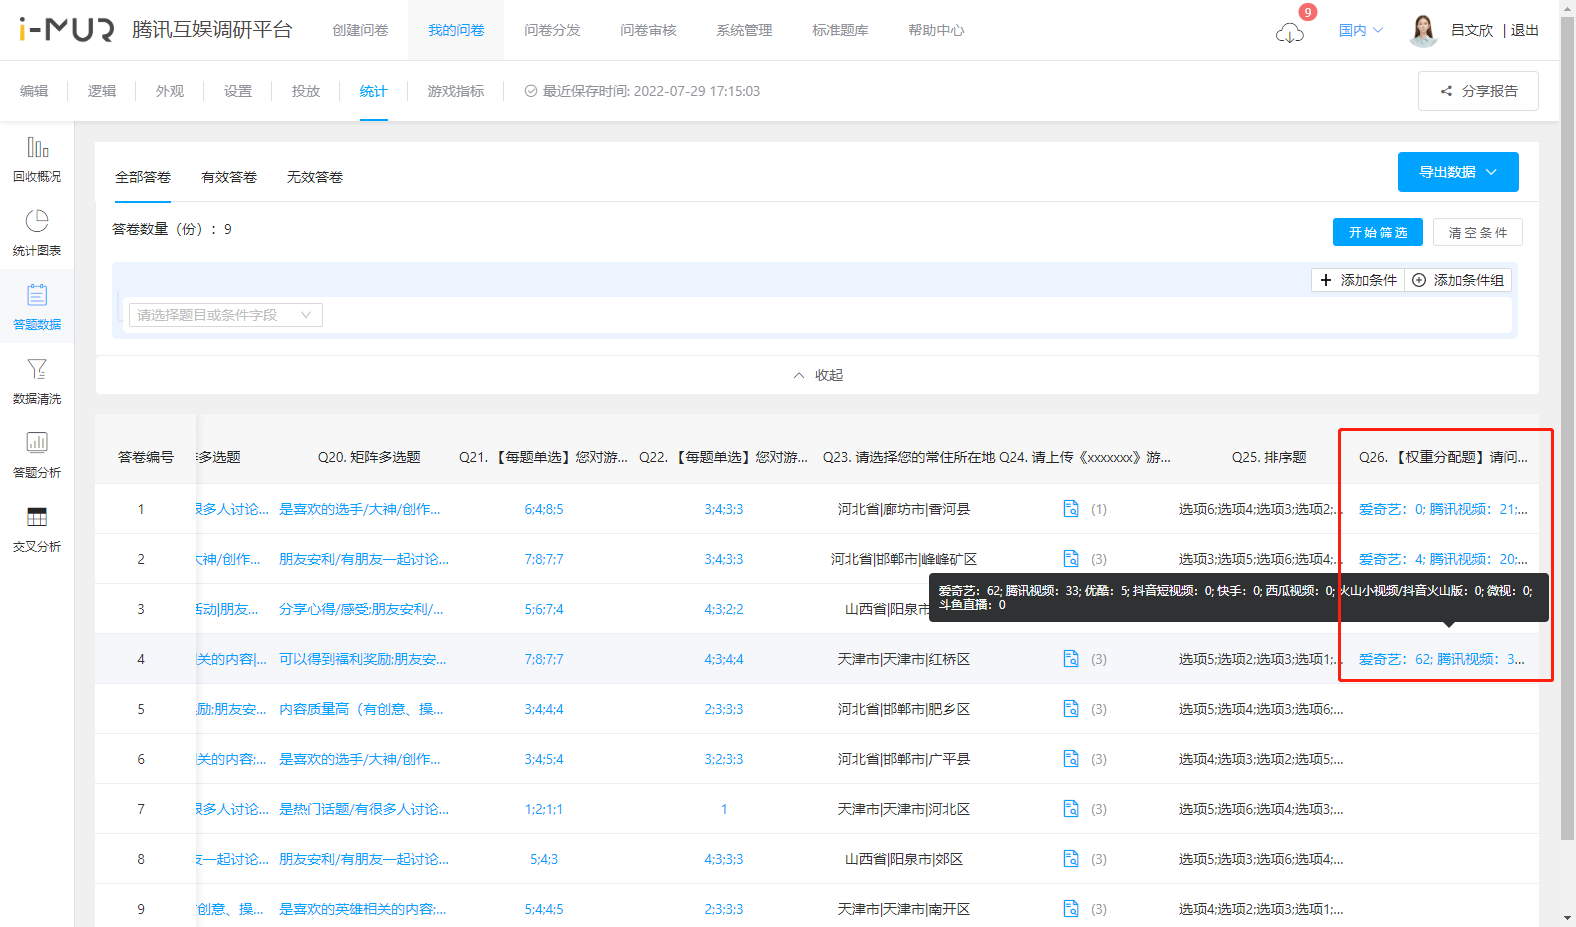 i-MUR 腾讯互娱调研平台 创建问卷 我的问卷 问卷分发 问卷审核 系统管理 标准题库 帮助中心 9 国内 吕文欣 | 退出
编辑 逻辑 外观 设置 投放 统计 游戏指标 最近保存时间: 2022-07-29 17:15:03 分享报告
回收概况
统计图表
答题数据
数据清洗
答题分析
交叉分析
全部答卷 有效答卷 无效答卷 导出数据
答卷数量（份）：9 开始筛选 清空条件
添加条件 添加条件组
请选择题目或条件字段
收起
答卷编号 多选题 Q20. 矩阵多选题 Q21. 【每题单选】您对游... Q22. 【每题单选】您对游... Q23. 请选择您的常住所在地 Q24. 请上传《xxxxxxx》游... Q25. 排序题 Q26. 【权重分配题】请问...
1 很多人讨论... 是喜欢的选手/大神/创作... 6;4;8;5 3;4;3;3 河北省|廊坊市|香河县 (1) 选项6;选项4;选项3;选项2;... 爱奇艺：0; 腾讯视频：21;...
2 大神/创作... 朋友安利/有朋友一起讨论... 7;8;7;7 3;4;3;3 河北省|邯郸市|峰峰矿区 (3) 选项3;选项5;选项6;选项4;... 爱奇艺：4; 腾讯视频：20;...
爱奇艺：62; 腾讯视频：33; 优酷：5; 抖音短视频：0; 快手：0; 西瓜视频：0; 火山小视频/抖音火山版：0; 微视：0;
斗鱼直播：0
3 活动|朋友... 分享心得/感受;朋友安利/... 5;6;7;4 4;3;2;2 山西省|阳泉市
4 关的内容|... 可以得到福利奖励;朋友安... 7;8;7;7 4;3;4;4 天津市|天津市|红桥区 (3) 选项5;选项2;选项3;选项1;... 爱奇艺：62; 腾讯视频：3...
5 励;朋友安... 内容质量高（有创意、操... 3;4;4;4 2;3;3;3 河北省|邯郸市|肥乡区 (3) 选项5;选项4;选项3;选项6;...
6 关的内容;... 是喜欢的选手/大神/创作... 3;4;5;4 3;2;3;3 河北省|邯郸市|广平县 (3) 选项4;选项3;选项2;选项5;...
7 很多人讨论... 是热门话题/有很多人讨论... 1;2;1;1 1 天津市|天津市|河北区 (3) 选项5;选项6;选项4;选项3;...
8 友一起讨论... 朋友安利/有朋友一起讨论... 5;4;3 4;3;3;3 山西省|阳泉市|郊区 (3) 选项5;选项3;选项6;选项4;...
9 创意、操... 是喜欢的英雄相关的内容;... 5;4;4;5 2;3;3;3 天津市|天津市|南开区 (3) 选项4;选项2;选项3;选项1;...